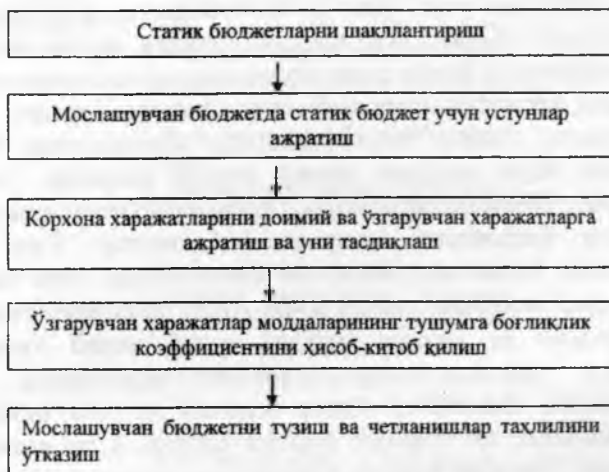 Статик бюджетларни шакллантириш
Мослашувчан бюджетда статик бюджет учун устунлар
ажратиш
Корхона харажатларини доимий ва ўзгарувчан харажатларга
ажратиш ва уни тасдиқлаш
Ўзгарувчан харажатлар моддаларининг тушумга боғлиқлик
коэффициентини ҳисоб-китоб қилиш
Мослашувчан бюджетни тузиш ва четланишлар таҳлилини
ўтказиш